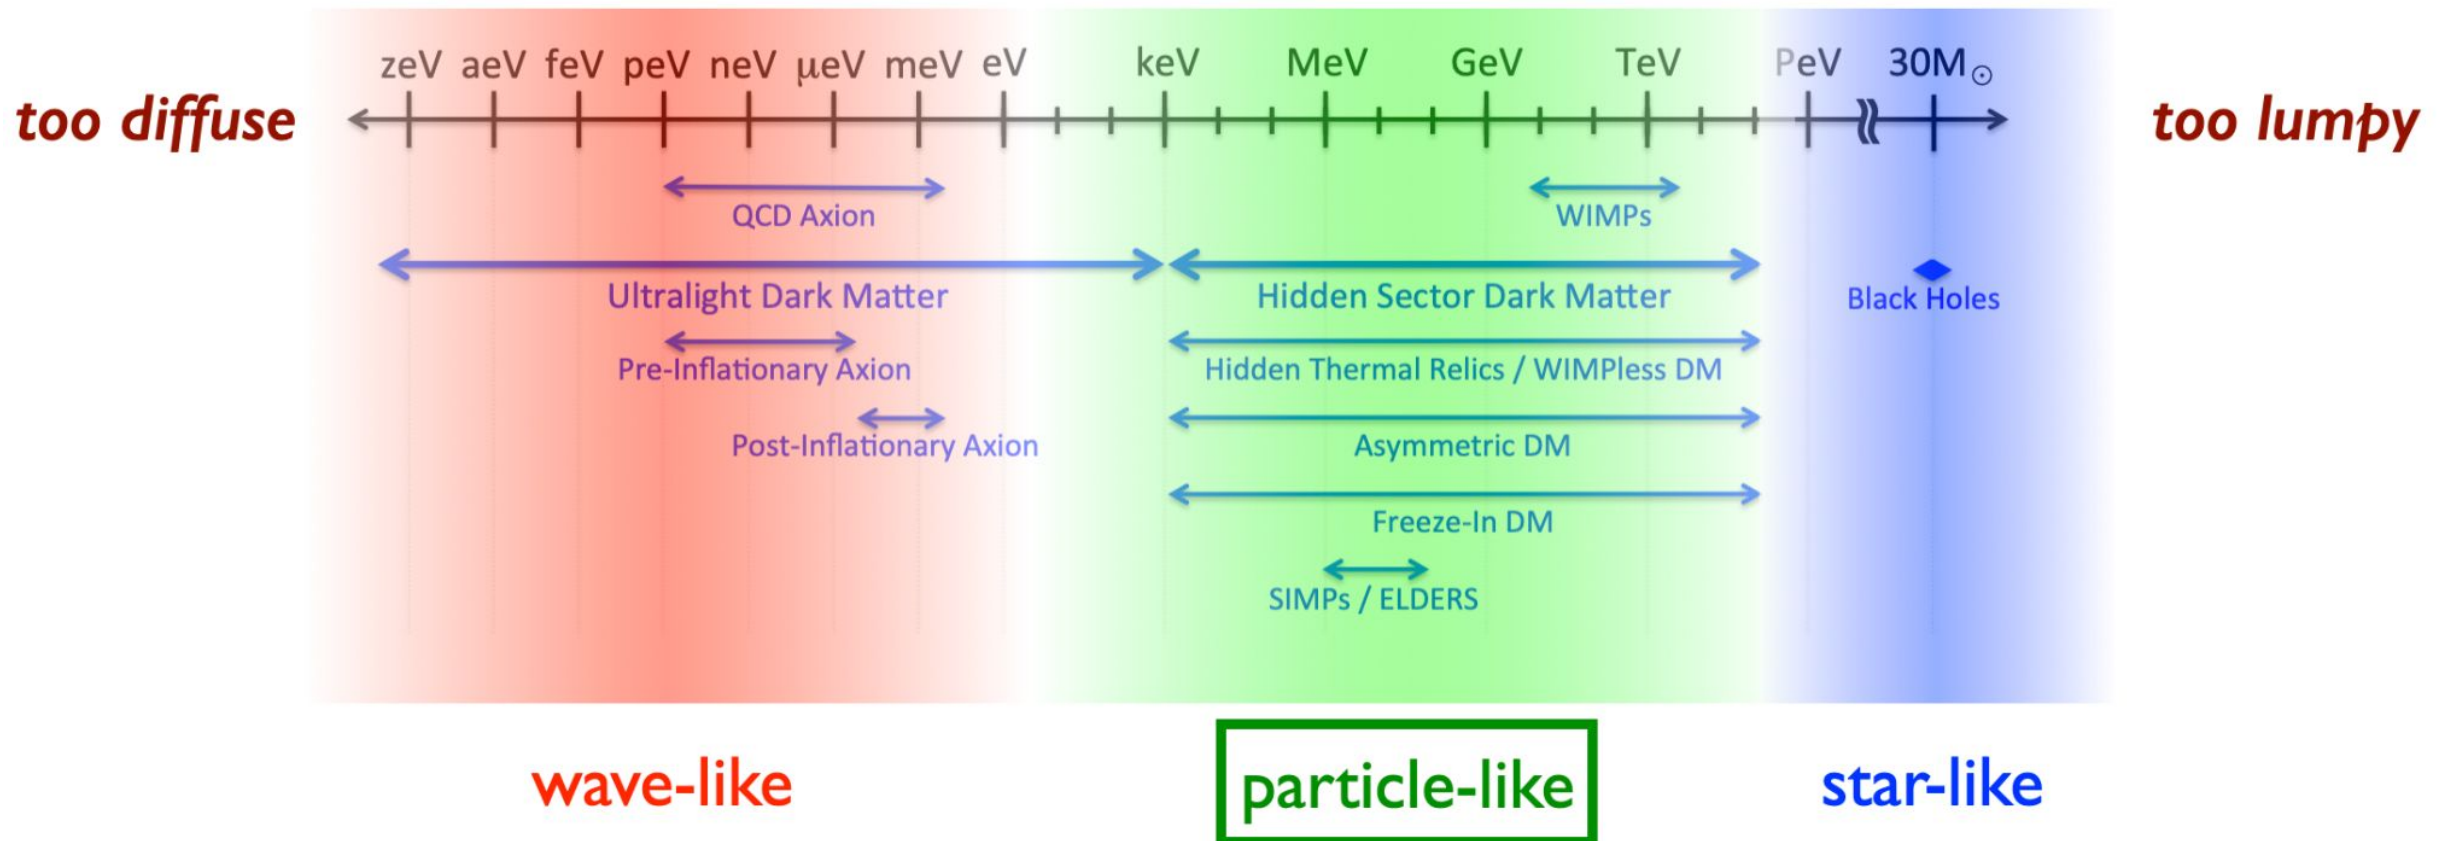 zeV aeV feV peV neV μeV meV eV keV MeV GeV TeV PeV 30M⊙
too diffuse
too lumpy
QCD Axion
WIMPs
Ultralight Dark Matter
Hidden Sector Dark Matter
Black Holes
Pre-Inflationary Axion
Hidden Thermal Relics / WIMPless DM
Post-Inflationary Axion
Asymmetric DM
Freeze-In DM
SIMPs / ELDERS
wave-like
particle-like
star-like